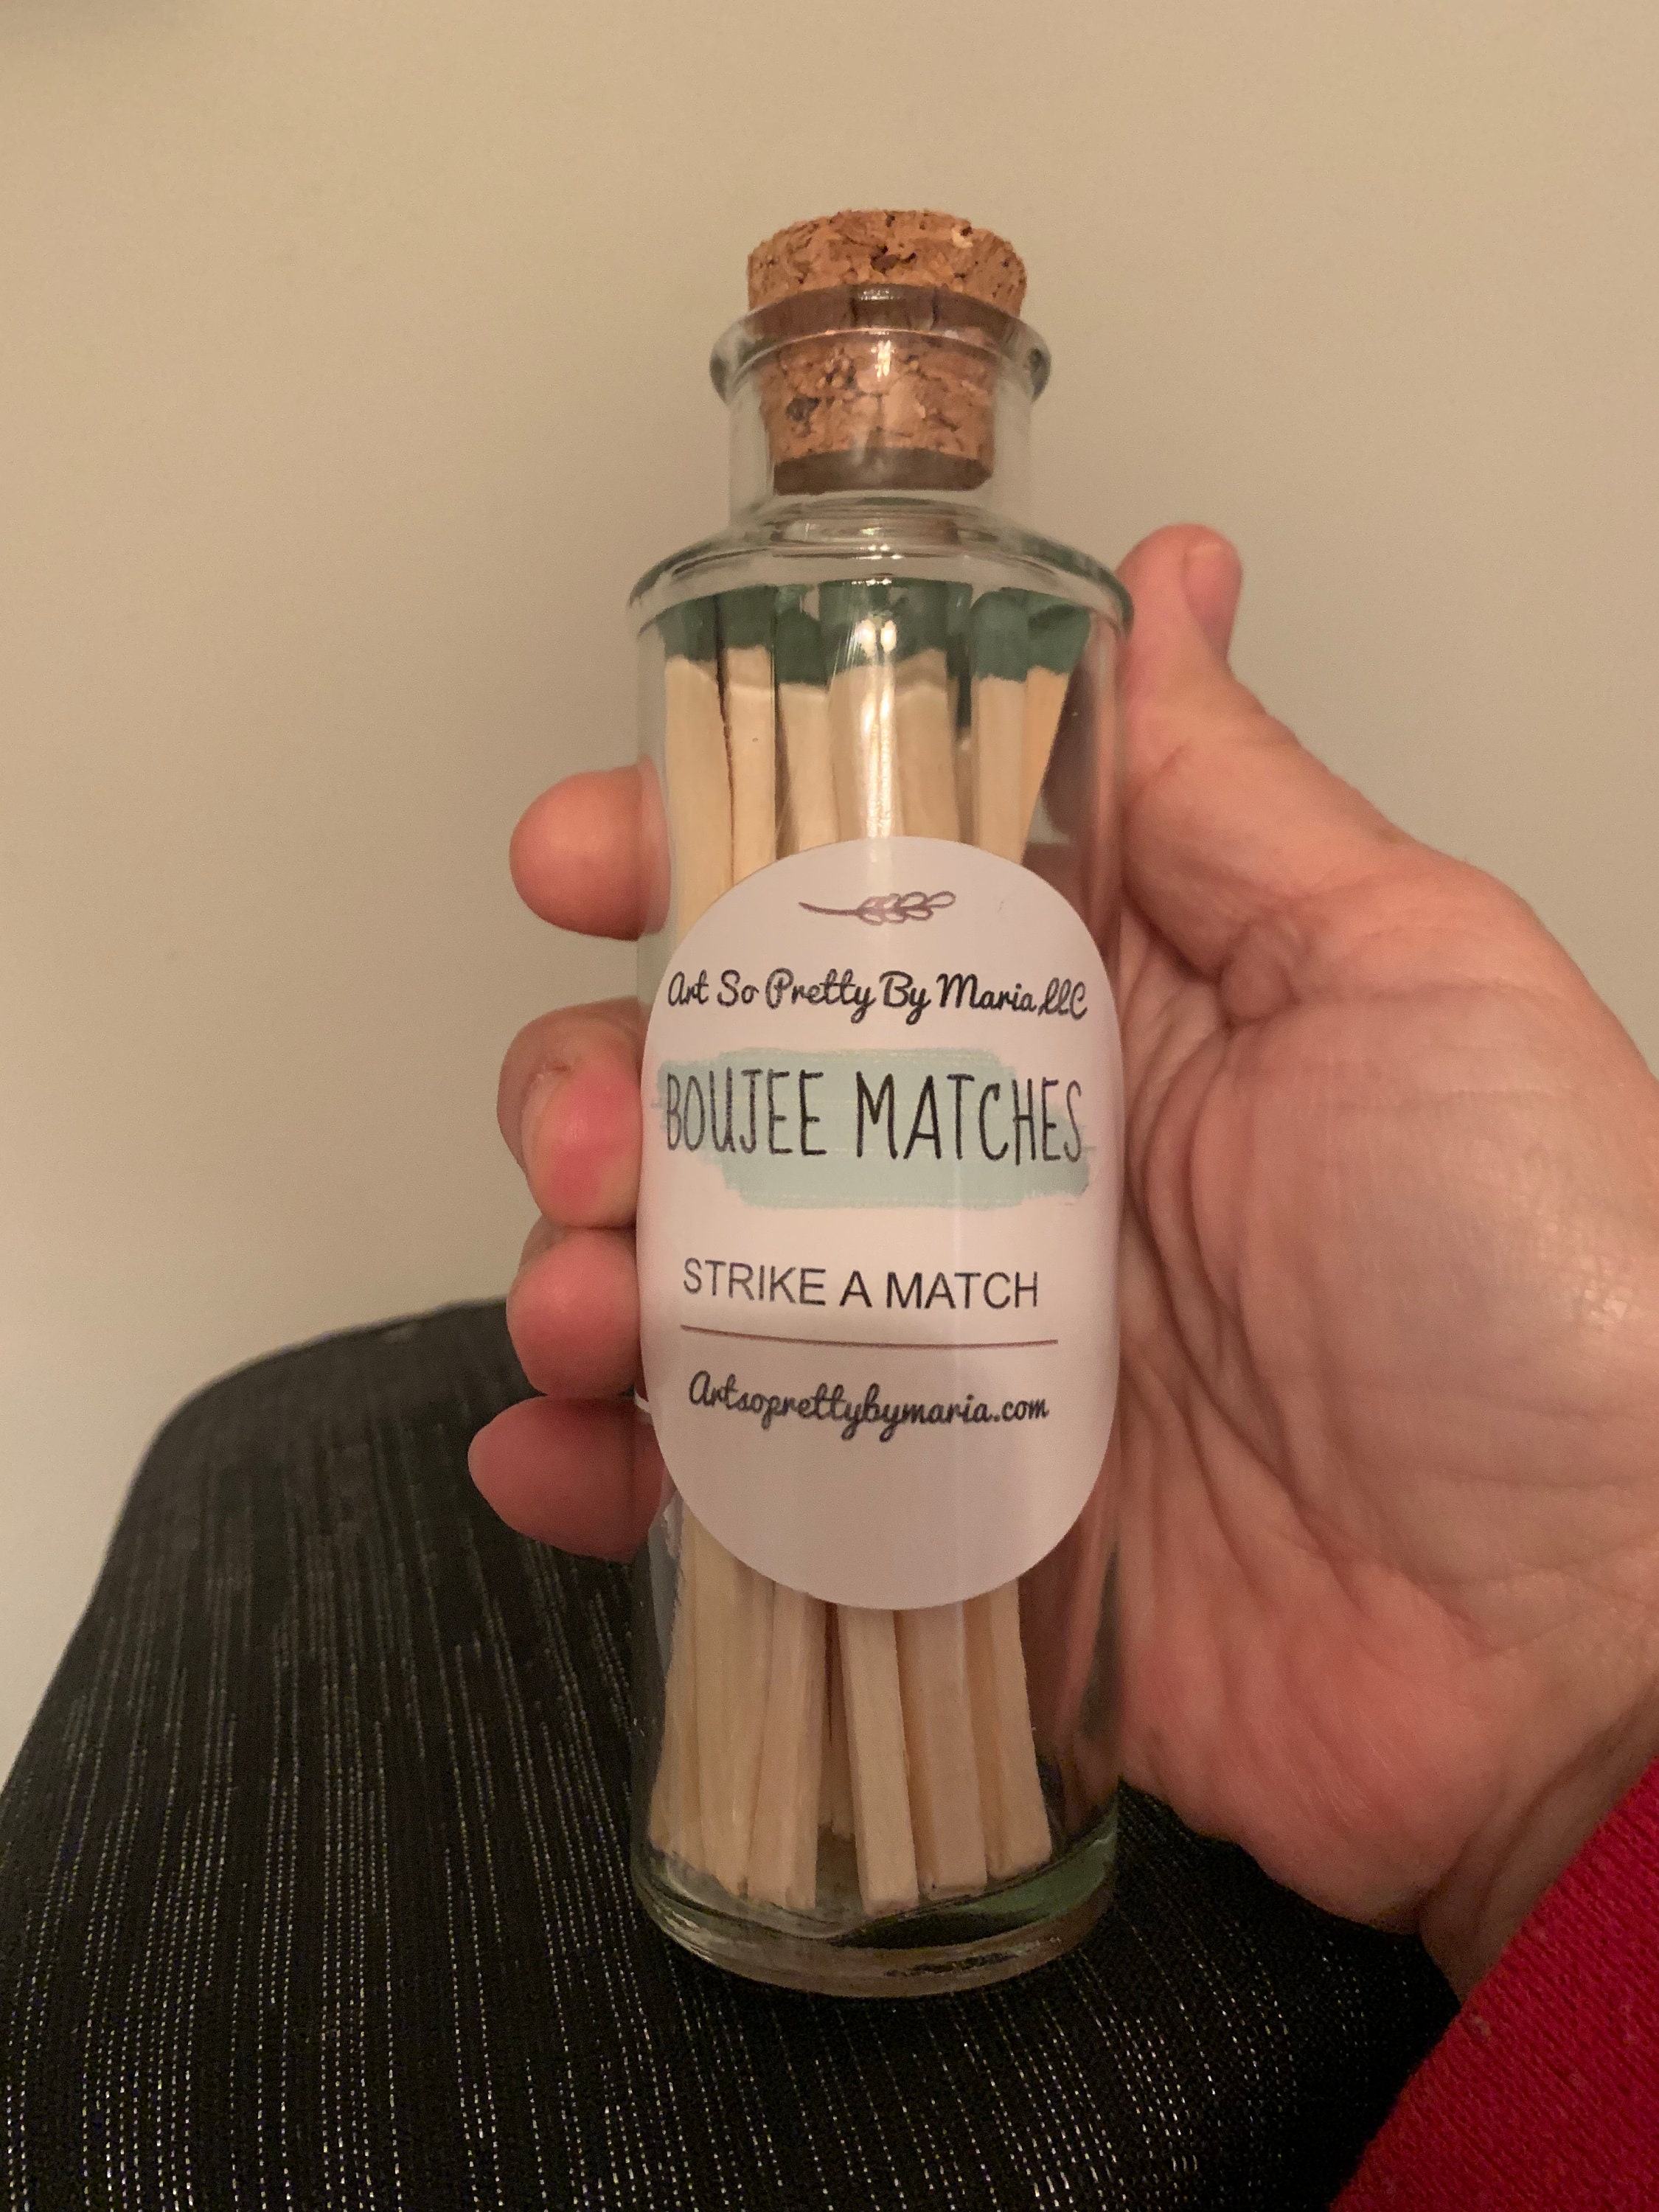 Art So Pretty By Maria LLC
BOUJEE MATCHES
STRIKE A MATCH
Artsoprettybymaria.com